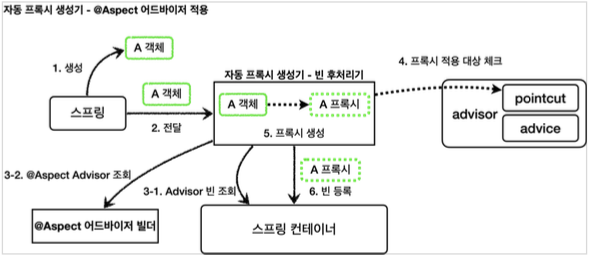 자동 프록시 생성기 - @Aspect 어드바이저 적용
A 객체
1. 생성
스프링
A 객체
2. 전달
자동 프록시 생성기 - 빈 후처리기
A 객체
A 프록시
5. 프록시 생성
4. 프록시 적용 대상 체크
advisor
pointcut
advice
3-2. @Aspect Advisor 조회
3-1. Advisor 빈 조회
A 프록시
6. 빈 등록
@Aspect 어드바이저 빌더
스프링 컨테이너